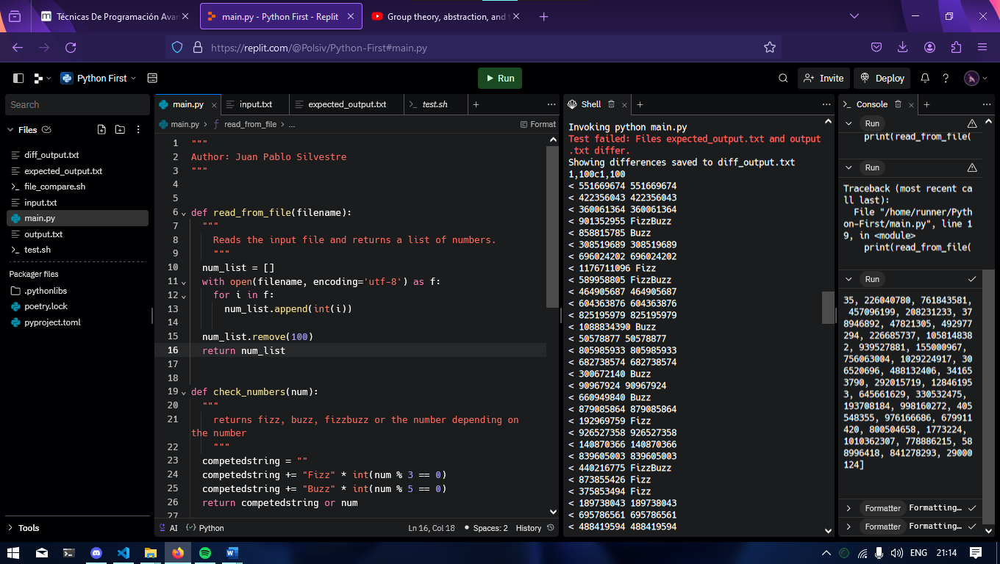 Técnicas De Programación Avan
main.py - Python First - Replit
Group theory, abstraction, and t
https://replit.com/@Polsiv/Python-First#main.py
Python First
Run
Invite
Deploy
Search
Files
diff_output.txt
expected_output.txt
file_compare.sh
input.txt
main.py
output.txt
test.sh
Packager files
.pythonlibs
poetry.lock
pyproject.toml
Tools
main.py
input.txt
expected_output.txt
test.sh
main.py > read_from_file > ...
Format
1 """
2 Author: Juan Pablo Silvestre
3 """
4
5
6 def read_from_file(filename):
7 """
8 Reads the input file and returns a list of numbers.
9 """
10 num_list = []
11 with open(filename, encoding='utf-8') as f:
12 for i in f:
13 num_list.append(int(i))
14
15 num_list.remove(100)
16 return num_list
17
18
19 def check_numbers(num):
20 """
21 returns fizz, buzz, fizzbuzz or the number depending on
the number
22 """
23 competedstring = ""
24 competedstring += "Fizz" * int(num % 3 == 0)
25 competedstring += "Buzz" * int(num % 5 == 0)
26 return competedstring or num
27
AI
Python
Ln 16, Col 18
Spaces: 2
History
Shell
Invoking python main.py
Test failed: Files expected_output.txt and output
.txt differ.
Showing differences saved to diff_output.txt
1,100c1,100
< 551669674 551669674
< 422356043 422356043
< 360061364 360061364
< 901352955 FizzBuzz
< 858815785 Buzz
< 308519689 308519689
< 696024202 696024202
< 1176711096 Fizz
< 589958805 FizzBuzz
< 464905687 464905687
< 604363876 604363876
< 825195979 825195979
< 1088834390 Buzz
< 50578877 50578877
< 805985933 805985933
< 682738574 682738574
< 300672140 Buzz
< 90967924 90967924
< 660949840 Buzz
< 879085864 879085864
< 192969759 Fizz
< 926527358 926527358
< 140870366 140870366
< 839605003 839605003
< 440216775 FizzBuzz
< 873855426 Fizz
< 375853494 Fizz
< 189738043 189738043
< 695786561 695786561
< 488419594 488419594
Console
Run
print(read_from_file(
Run
Traceback (most recent ca
ll last):
File "/home/runner/Pyth
on-First/main.py", line 1
9, in <module>
print(read_from_file(
Run
35, 226040780, 761843581,
457096199, 208231233, 37
8946892, 47821305, 492977
294, 226685737, 105814838
2, 939527881, 155000967,
756063004, 1029224917, 30
6520696, 488132406, 34165
3790, 292015719, 12846195
3, 645661629, 330532475,
193708184, 998160272, 405
548355, 976166686, 679911
420, 800504658, 1773224,
1010362307, 778886215, 58
8996418, 841278293, 29000
124]
Formatter Formatting…
Formatter Formatting…
ENG
21:14